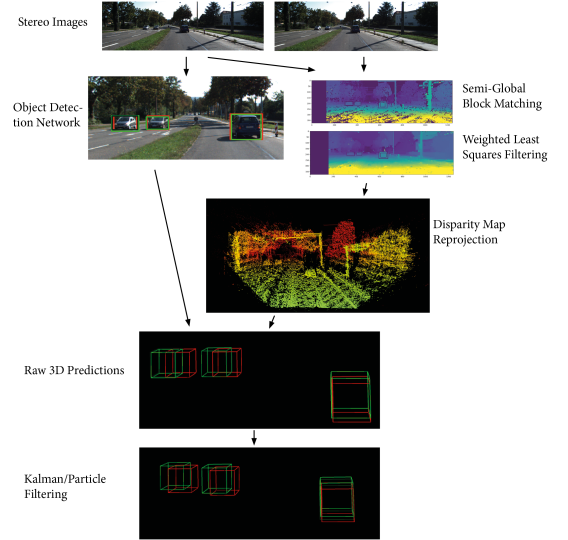 Stereo Images
Object Detec-
tion Network
Semi-Global
Block Matching
Weighted Least
Squares Filtering
Disparity Map
Reprojection
Raw 3D Predictions
Kalman/Particle
Filtering